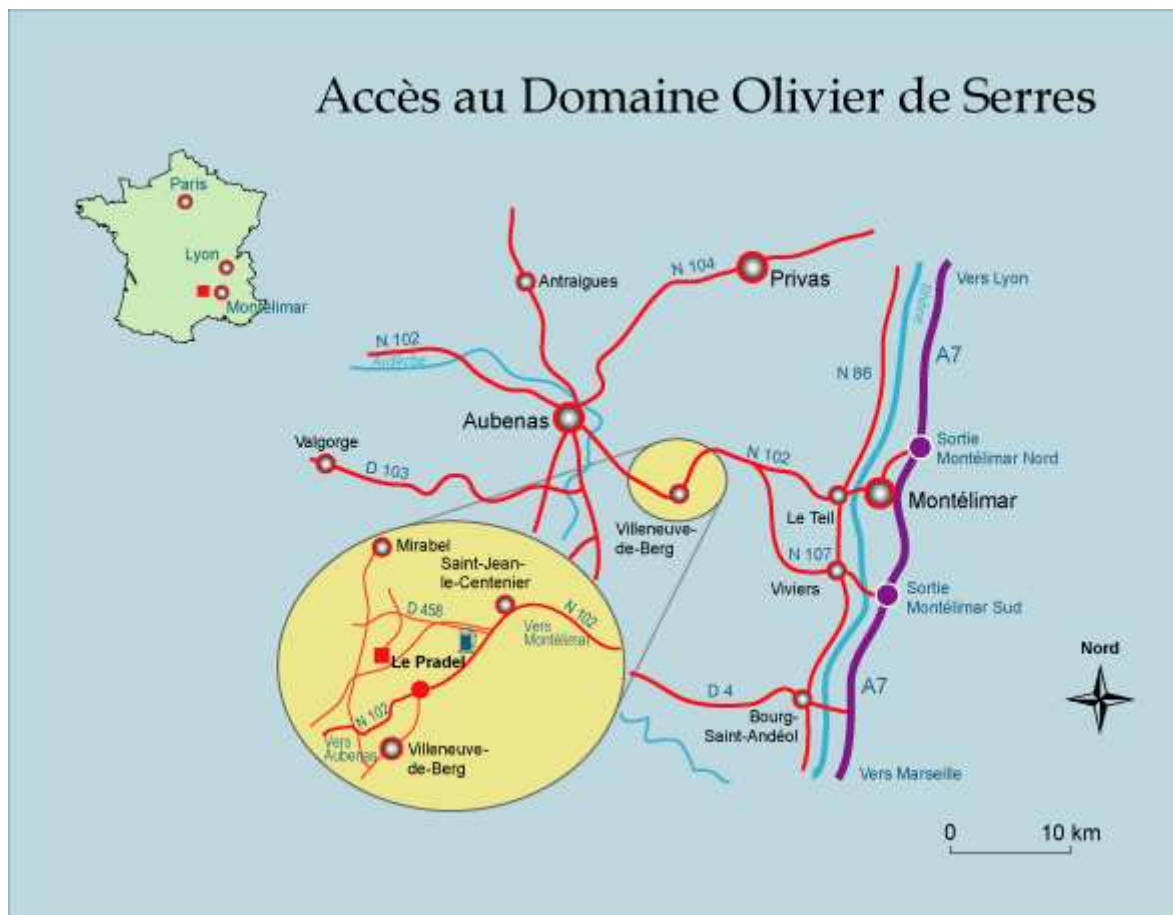 Accès au Domaine Olivier de Serres
Paris
Lyon
Montélimar
Antraigues
N 104
Privas
Vers Lyon
Rhône
A7
N 86
N 102
Ardèche
Aubenas
Valgorge
D 103
N 102
Sortie
Montélimar Nord
Montélimar
Le Teil
Villeneuve-
de-Berg
N 107
Viviers
Sortie
Montélimar Sud
Mirabel
Saint-Jean-
le-Centenier
D 458
N 102
Vers
Montélimar
Le Pradel
N 102
Vers
Aubenas
Villeneuve-
de-Berg
D 4
Bourg-
Saint-Andéol
A7
Vers Marseille
Nord
0 10 km